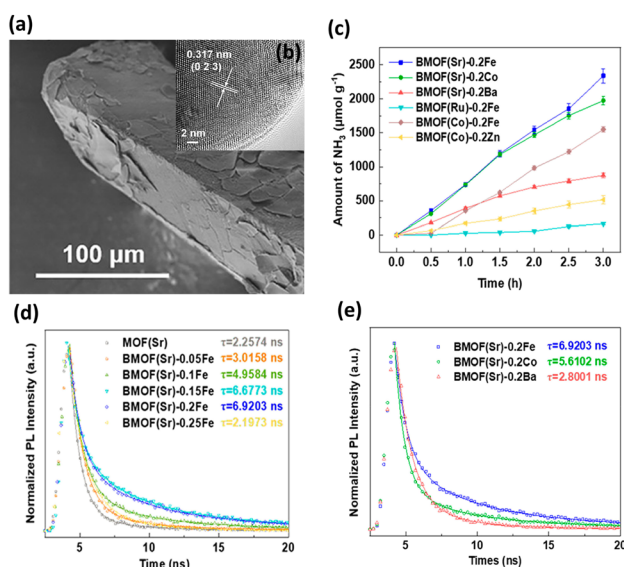 (a)
(b)
0.317 nm
(0 2 3)
2 nm
100 µm
(c)
Amount of NH3 (µmol g-1)
2500
2000
1500
1000
500
0
BMOF(Sr)-0.2Fe
BMOF(Sr)-0.2Co
BMOF(Sr)-0.2Ba
BMOF(Ru)-0.2Fe
BMOF(Co)-0.2Fe
BMOF(Co)-0.2Zn
0.0 0.5 1.0 1.5 2.0 2.5 3.0
Time (h)
(d)
Normalized PL Intensity (a.u.)
MOF(Sr) τ=2.2574 ns
BMOF(Sr)-0.05Fe τ=3.0158 ns
BMOF(Sr)-0.1Fe τ=4.9584 ns
BMOF(Sr)-0.15Fe τ=6.6773 ns
BMOF(Sr)-0.2Fe τ=6.9203 ns
BMOF(Sr)-0.25Fe τ=2.1973 ns
5 10 15 20
Time (ns)
(e)
Normalized PL Intensity (a.u.)
BMOF(Sr)-0.2Fe τ=6.9203 ns
BMOF(Sr)-0.2Co τ=5.6102 ns
BMOF(Sr)-0.2Ba τ=2.8001 ns
5 10 15 20
Times (ns)